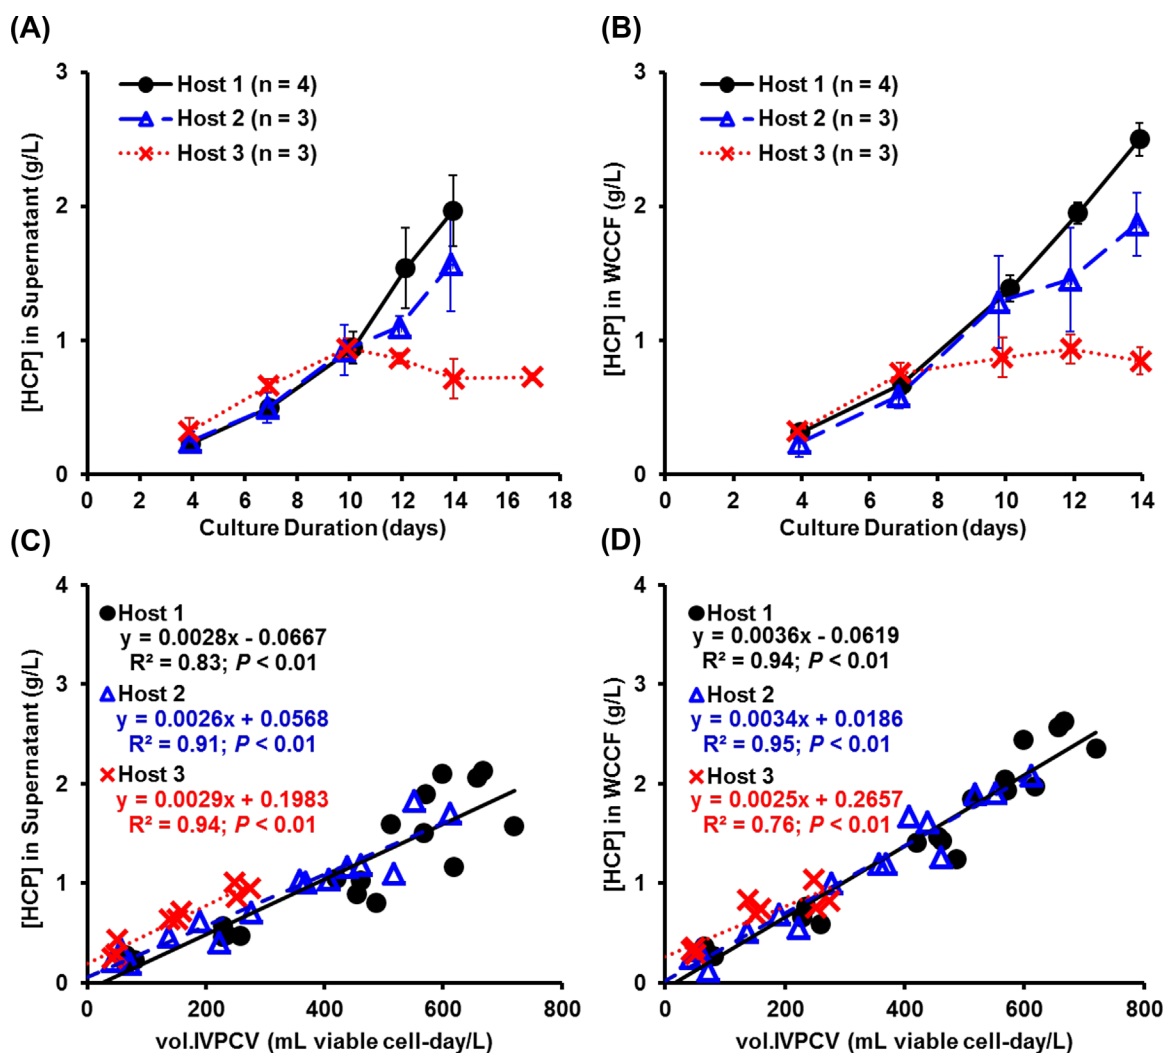 (A)
[HCP] in Supernatant (g/L)
3
2
1
0
Host 1 (n = 4)
Host 2 (n = 3)
Host 3 (n = 3)
0 2 4 6 8 10 12 14 16 18
Culture Duration (days)
(B)
[HCP] in WCCF (g/L)
3
2
1
0
Host 1 (n = 4)
Host 2 (n = 3)
Host 3 (n = 3)
0 2 4 6 8 10 12 14
Culture Duration (days)
(C)
[HCP] in Supernatant (g/L)
4
3
2
1
0
Host 1
y = 0.0028x - 0.0667
R² = 0.83; P < 0.01
Host 2
y = 0.0026x + 0.0568
R² = 0.91; P < 0.01
Host 3
y = 0.0029x + 0.1983
R² = 0.94; P < 0.01
0 200 400 600 800
vol.IVPCV (mL viable cell-day/L)
(D)
[HCP] in WCCF (g/L)
4
3
2
1
0
Host 1
y = 0.0036x - 0.0619
R² = 0.94; P < 0.01
Host 2
y = 0.0034x + 0.0186
R² = 0.95; P < 0.01
Host 3
y = 0.0025x + 0.2657
R² = 0.76; P < 0.01
0 200 400 600 800
vol.IVPCV (mL viable cell-day/L)